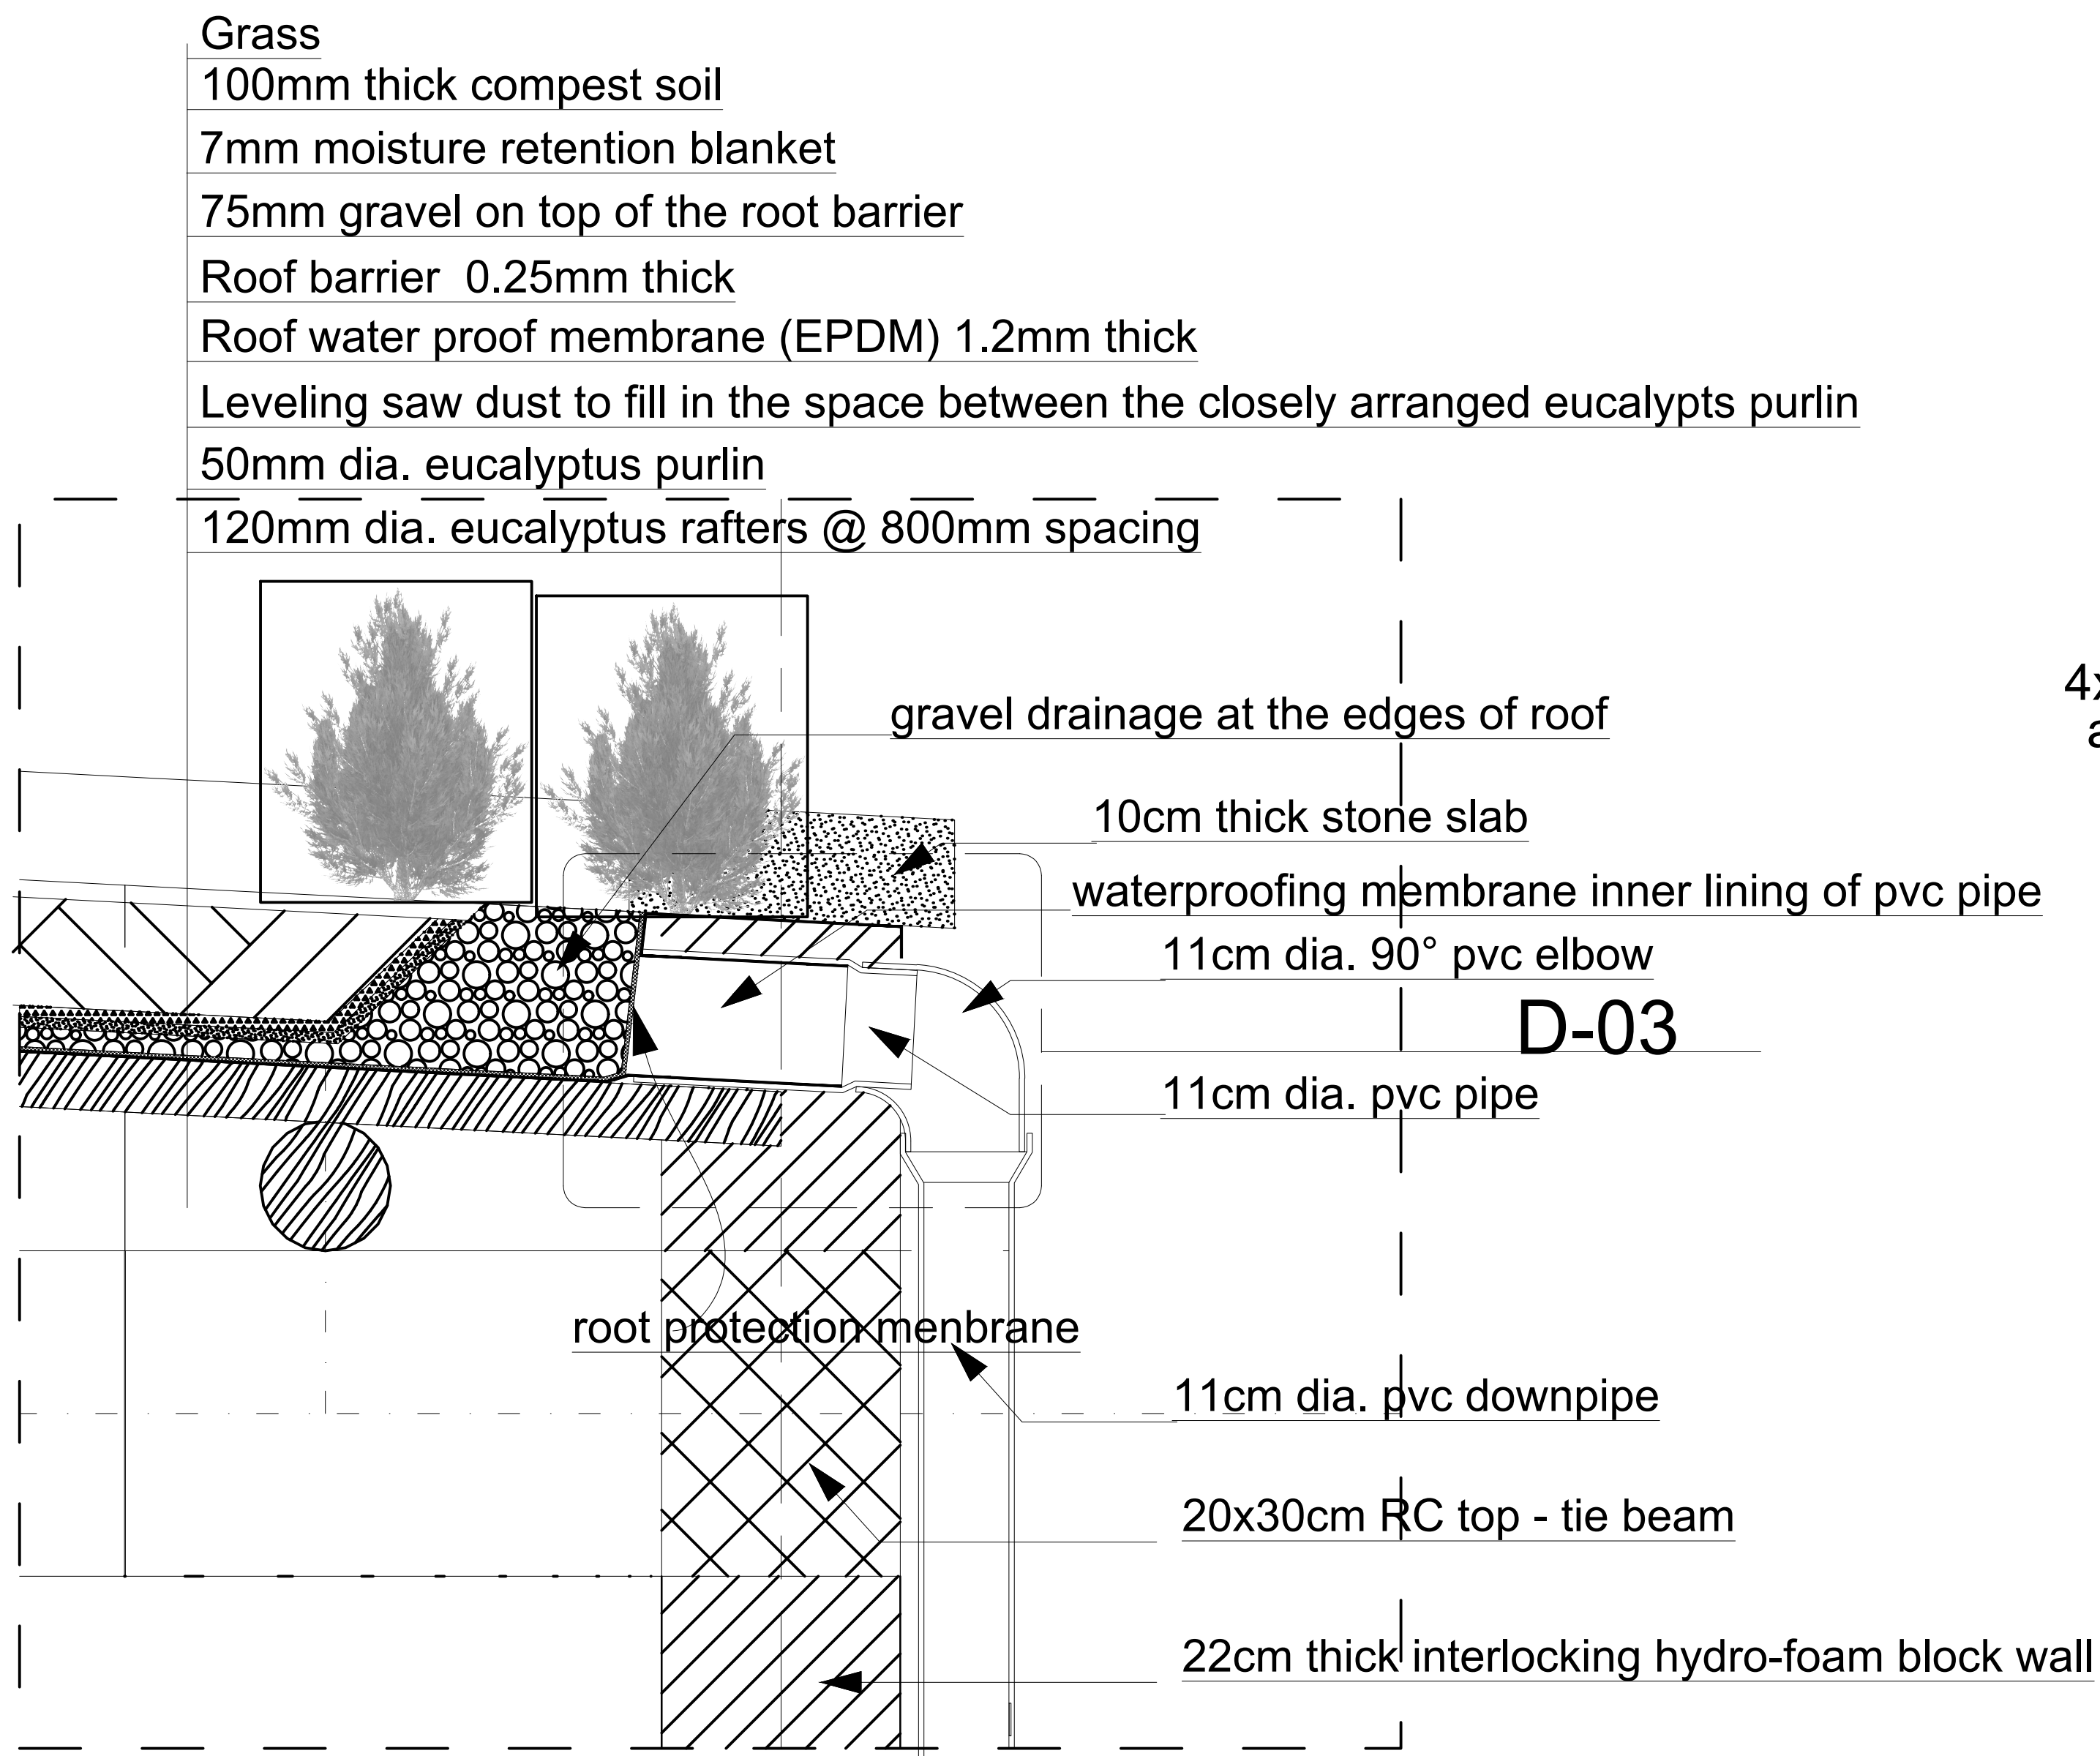 Grass
100mm thick compest soil
7mm moisture retention blanket
75mm gravel on top of the root barrier
Roof barrier 0.25mm thick
Roof water proof membrane (EPDM) 1.2mm thick
Leveling saw dust to fill in the space between the closely arranged eucalypts purlin
50mm dia. eucalyptus purlin
120mm dia. eucalyptus rafters @ 800mm spacing
gravel drainage at the edges of roof
10cm thick stone slab
waterproofing membrane inner lining of pvc pipe
11cm dia. 90° pvc elbow
D-03
11cm dia. pvc pipe
root protection menbrane
11cm dia. pvc downpipe
20x30cm RC top - tie beam
22cm thick interlocking hydro-foam block wall